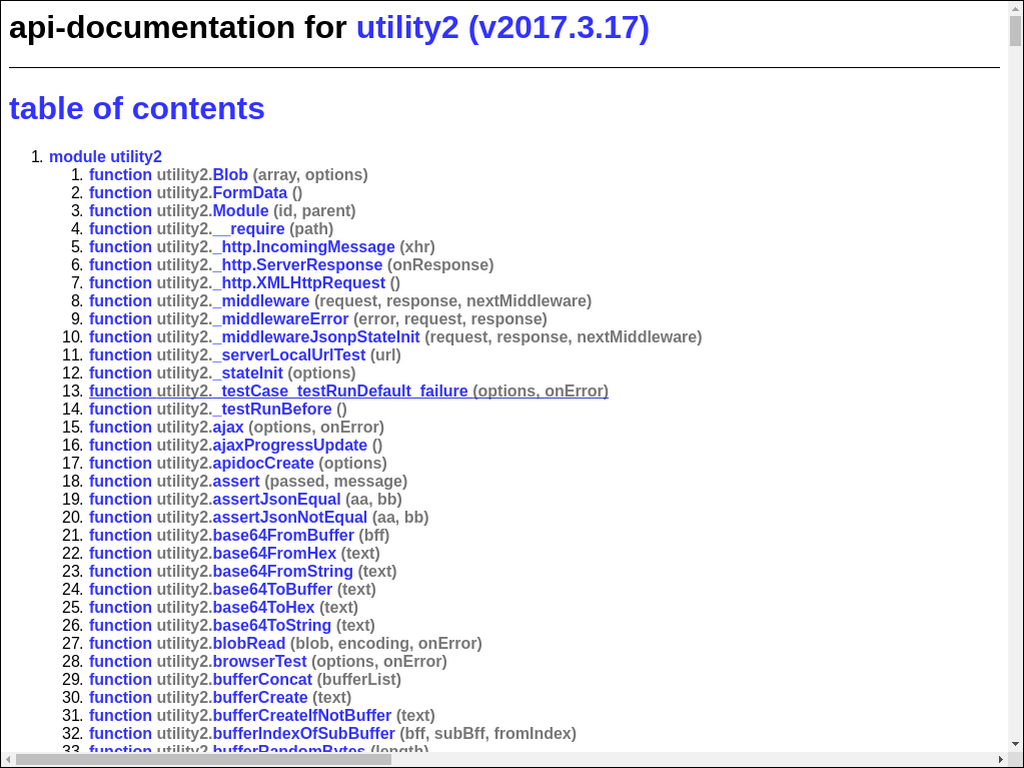 api-documentation for utility2 (v2017.3.17)
table of contents
1. module utility2
1. function utility2.Blob (array, options)
2. function utility2.FormData ()
3. function utility2.Module (id, parent)
4. function utility2.__require (path)
5. function utility2._http.IncomingMessage (xhr)
6. function utility2._http.ServerResponse (onResponse)
7. function utility2._http.XMLHttpRequest ()
8. function utility2._middleware (request, response, nextMiddleware)
9. function utility2._middlewareError (error, request, response)
10. function utility2._middlewareJsonpStateInit (request, response, nextMiddleware)
11. function utility2._serverLocalUrlTest (url)
12. function utility2._stateInit (options)
13. function utility2._testCase_testRunDefault_failure (options, onError)
14. function utility2._testRunBefore ()
15. function utility2.ajax (options, onError)
16. function utility2.ajaxProgressUpdate ()
17. function utility2.apidocCreate (options)
18. function utility2.assert (passed, message)
19. function utility2.assertJsonEqual (aa, bb)
20. function utility2.assertJsonNotEqual (aa, bb)
21. function utility2.base64FromBuffer (bff)
22. function utility2.base64FromHex (text)
23. function utility2.base64FromString (text)
24. function utility2.base64ToBuffer (text)
25. function utility2.base64ToHex (text)
26. function utility2.base64ToString (text)
27. function utility2.blobRead (blob, encoding, onError)
28. function utility2.browserTest (options, onError)
29. function utility2.bufferConcat (bufferList)
30. function utility2.bufferCreate (text)
31. function utility2.bufferCreateIfNotBuffer (text)
32. function utility2.bufferIndexOfSubBuffer (bff, subBff, fromIndex)
33. function utility2.bufferRandomBytes (length)